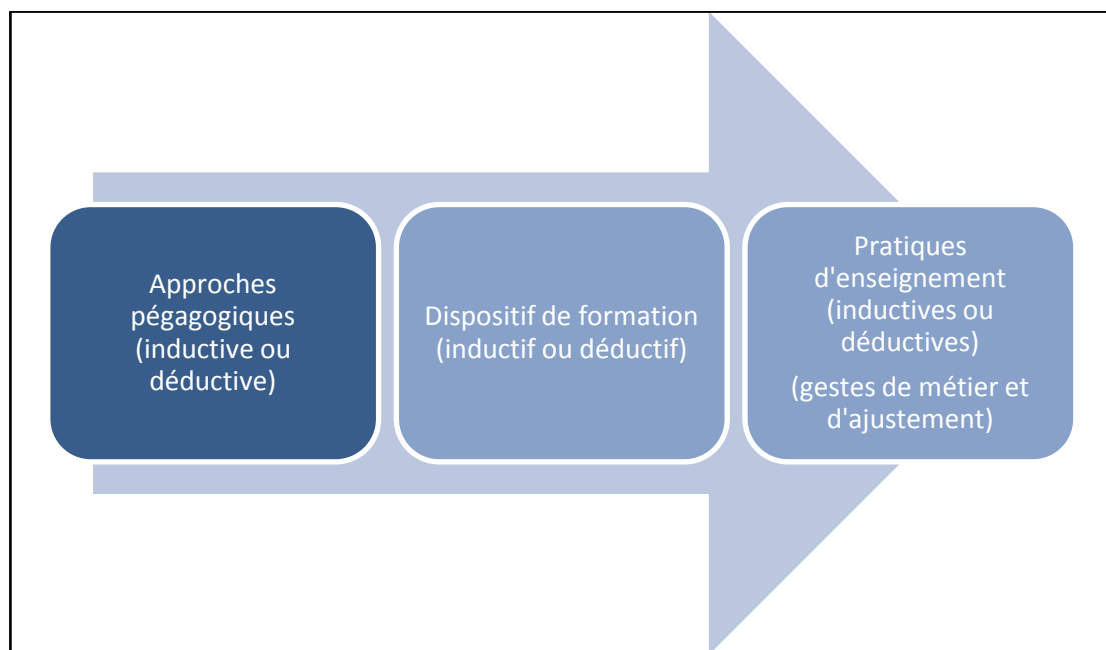 Approches
pégagogiques
(inductive ou
déductive)
Dispositif de formation
(inductif ou déductif)
Pratiques
d'enseignement
(inductives ou
déductives)
(gestes de métier et
d'ajustement)